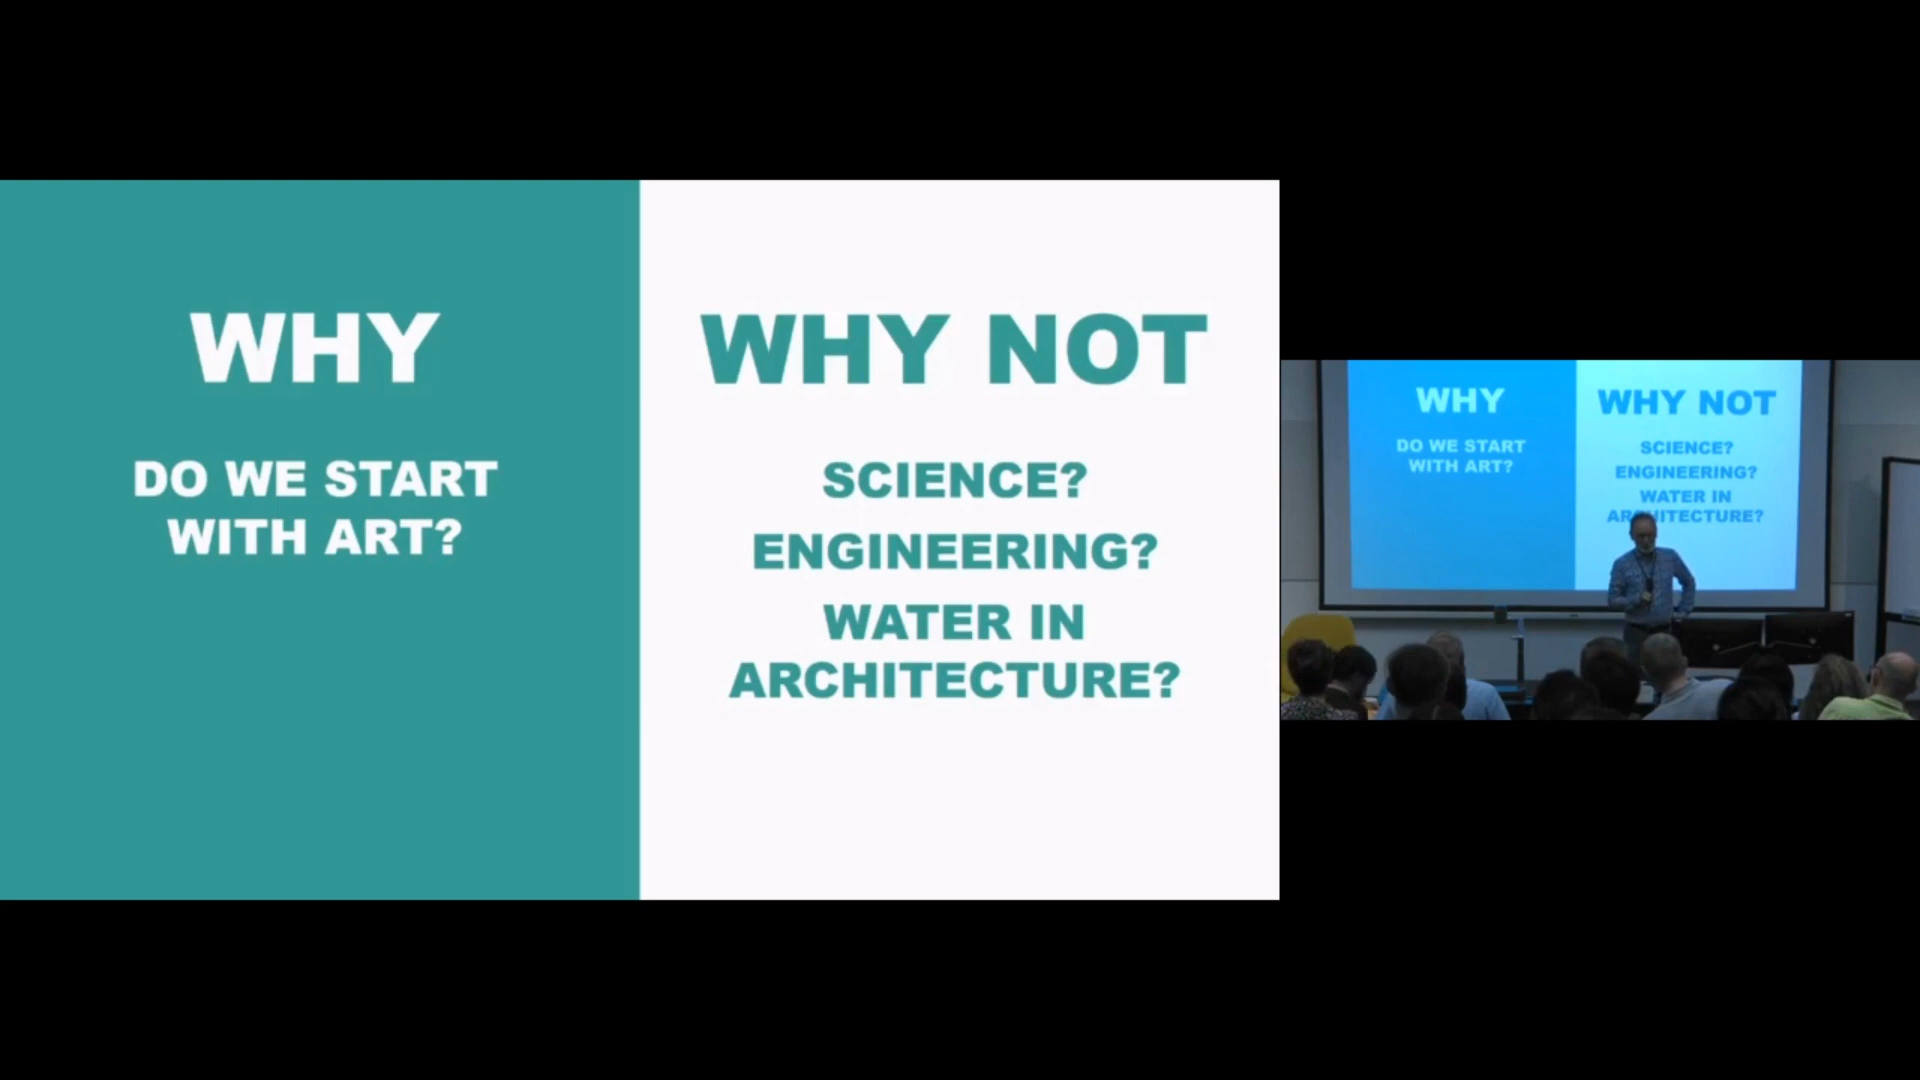 WHY
DO WE START
WITH ART?
WHY NOT
SCIENCE?
ENGINEERING?
WATER IN
ARCHITECTURE?
WHY
DO WE START
WITH ART?
WHY NOT
SCIENCE?
ENGINEERING?
WATER IN
ARCHITECTURE?